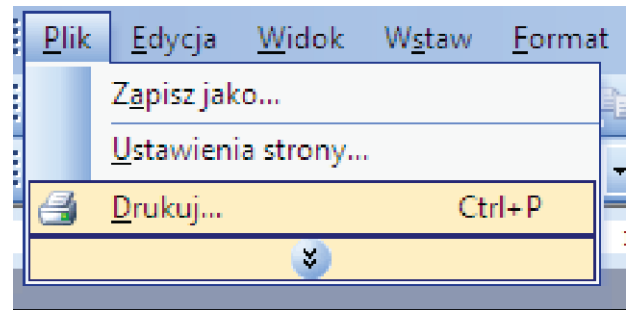 Plik Edycja Widok Wstaw Format
Zapisz jako...
Ustawienia strony...
Drukuj... Ctrl+P